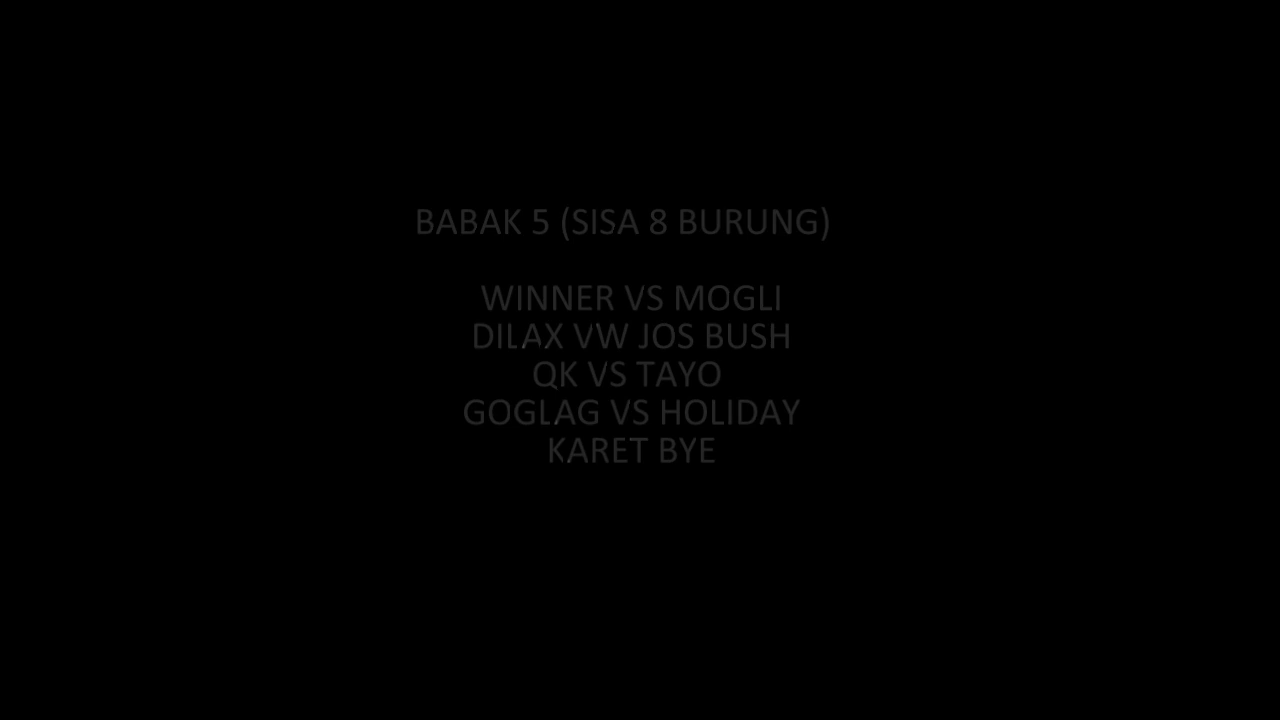 BABAK 5 (SISA 8 BURUNG)
WINNER VS MOGLI
DILAX VW JOS BUSH
QK VS TAYO
GOGLAG VS HOLIDAY
KARET BYE